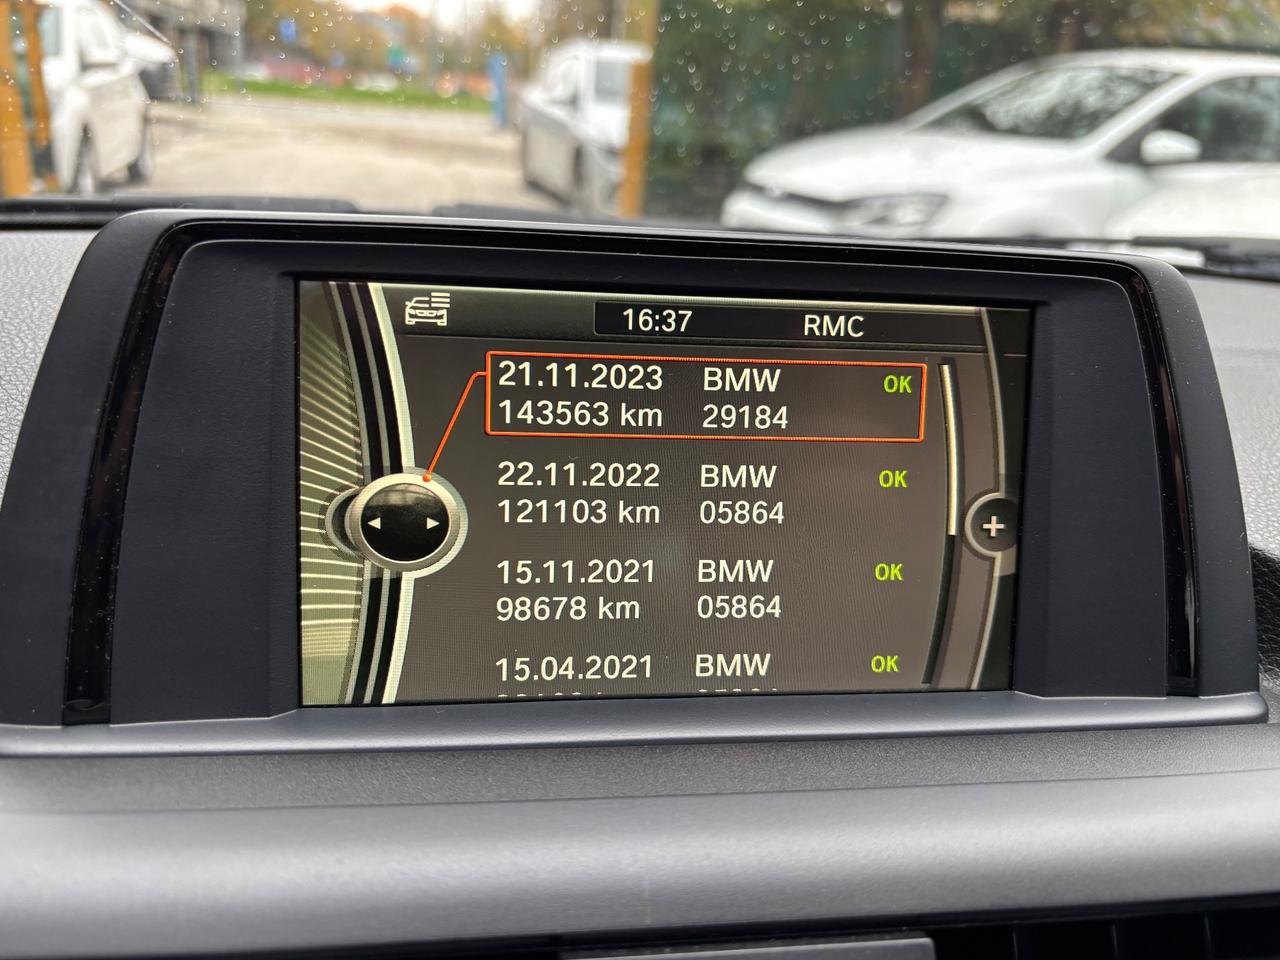 16:37 RMC
21.11.2023 BMW OK
143563 km 29184
22.11.2022 BMW OK
121103 km 05864
15.11.2021 BMW OK
98678 km 05864
15.04.2021 BMW OK